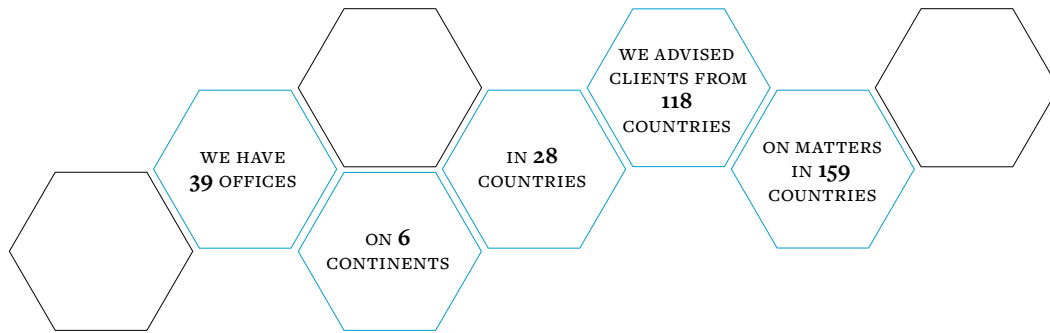 WE HAVE
39 OFFICES
ON 6
CONTINENTS
IN 28
COUNTRIES
WE ADVISED
CLIENTS FROM
118
COUNTRIES
ON MATTERS
IN 159
COUNTRIES